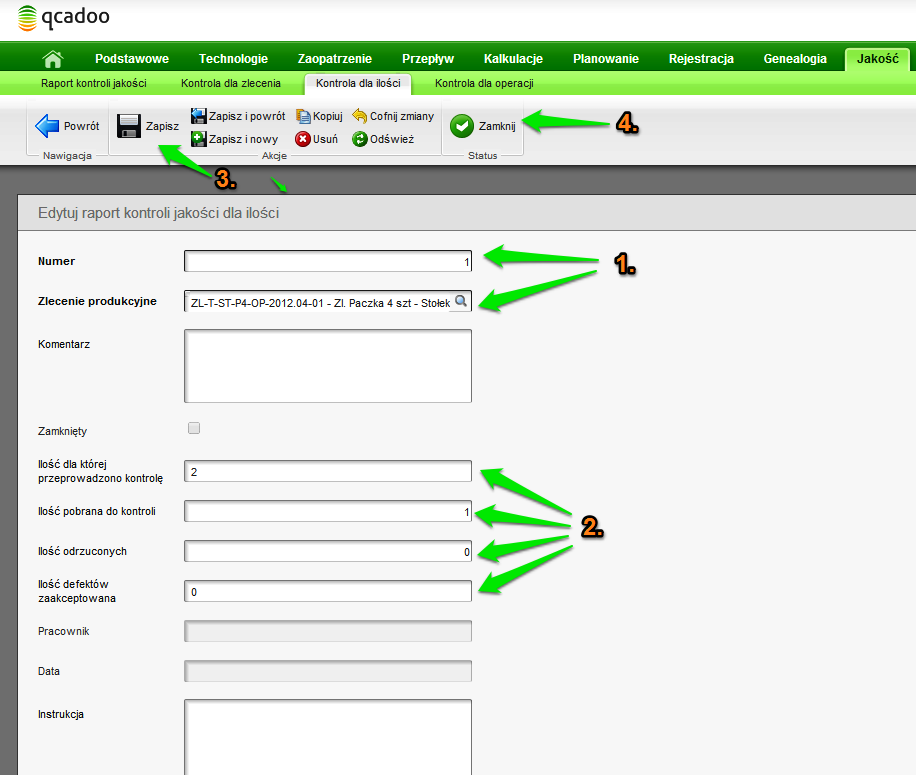 qcadoo
Podstawowe Technologie Zaopatrzenie Przepływ Kalkulacje Planowanie Rejestracja Genealogia Jakość
Raport kontroli jakości Kontrola dla zlecenia Kontrola dla ilości Kontrola dla operacji
Powrót Zapisz Zapisz i powrót Kopiuj Cofnij zmiany Zamknij 4.
Zapisz i nowy Usuń Odśwież
Nawigacja Akcje Status
3.
Edytuj raport kontroli jakości dla ilości
Numer 1 1.
Zlecenie produkcyjne ZL-T-ST-P4-OP-2012.04-01 - Zl. Paczka 4 szt - Stołek
Komentarz
Zamknięty
Ilość dla której
przeprowadzono kontrolę 2
Ilość pobrana do kontroli 1 2.
Ilość odrzuconych 0
Ilość defektów
zaakceptowana 0
Pracownik
Data
Instrukcja